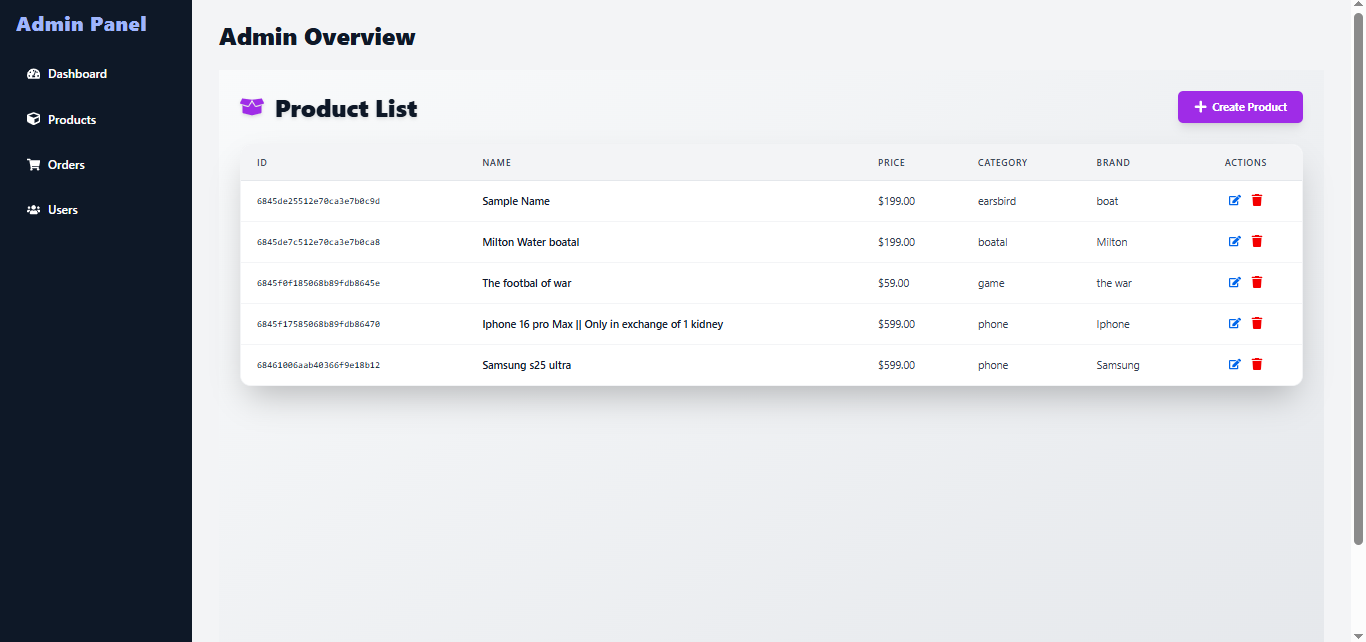 Admin Panel
Dashboard
Products
Orders
Users
Admin Overview
Product List
Create Product
ID NAME PRICE CATEGORY BRAND ACTIONS
6845de25512e70ca3e7b0c9d Sample Name $199.00 earsbird boat
6845de7c512e70ca3e7b0ca8 Milton Water boatal $199.00 boatal Milton
6845f0f185068b89fdb8645e The footbal of war $59.00 game the war
6845f17585068b89fdb86470 Iphone 16 pro Max || Only in exchange of 1 kidney $599.00 phone Iphone
68461006aab40366f9e18b12 Samsung s25 ultra $599.00 phone Samsung